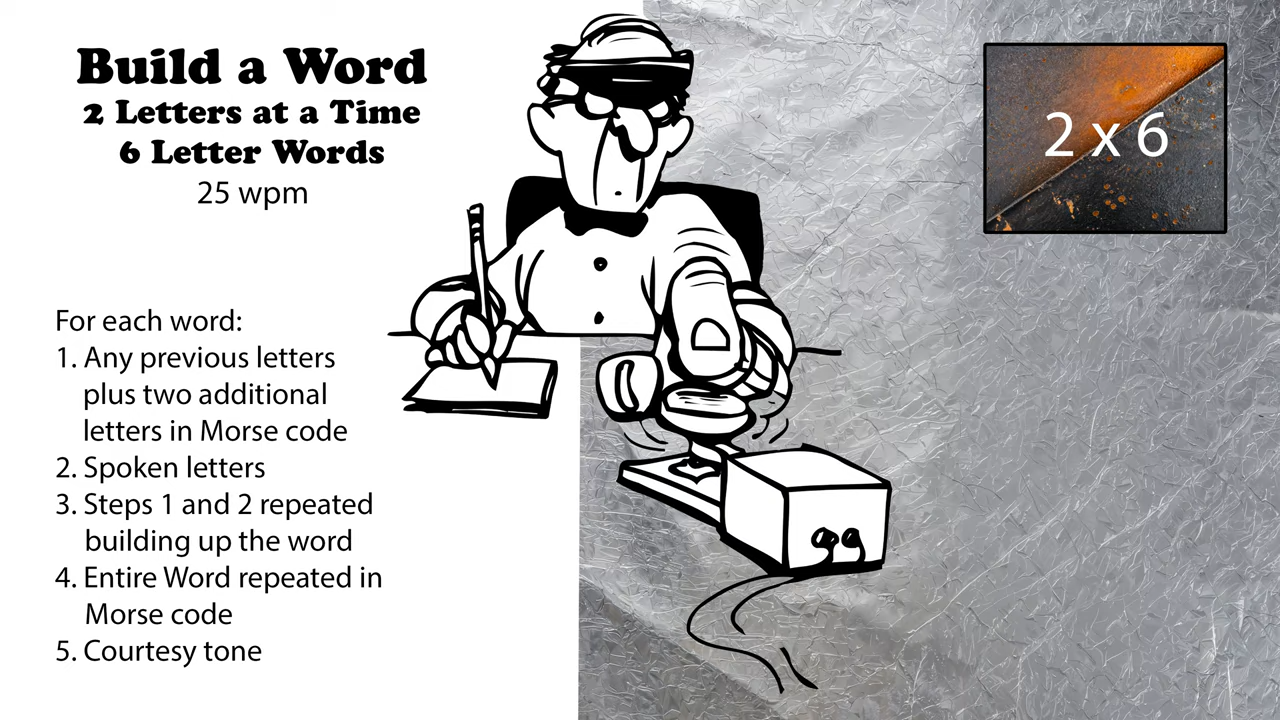 Build a Word
2 Letters at a Time
6 Letter Words
25 wpm
2 x 6
For each word:
1. Any previous letters
plus two additional
letters in Morse code
2. Spoken letters
3. Steps 1 and 2 repeated
building up the word
4. Entire Word repeated in
Morse code
5. Courtesy tone